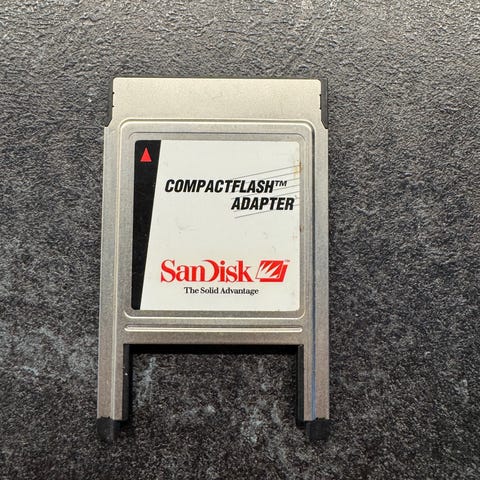 COMPACTFLASH™
ADAPTER
SanDisk
The Solid Advantage